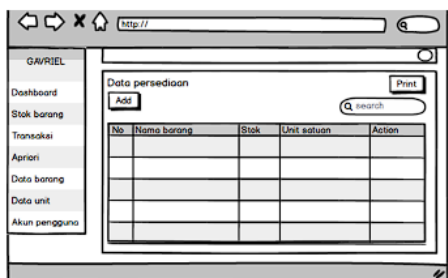 http://
GAVRIEL
Dashboard
Stok barang
Transaksi
Apriori
Data barang
Data unit
Akun pengguna
Data persediaan
Print
Add
search
No Nama barang Stok Unit satuan Action